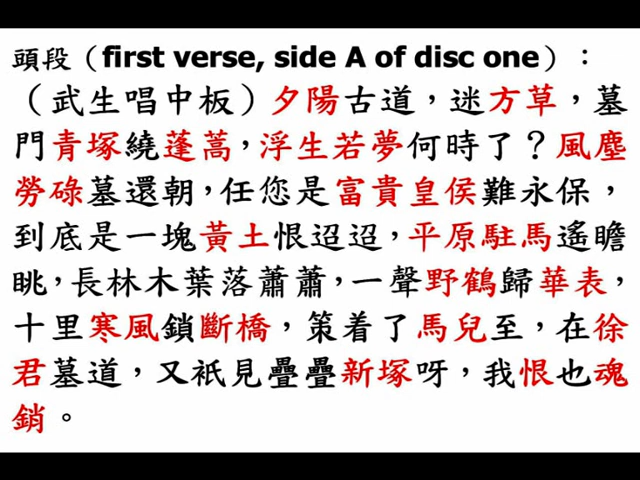 頭段（first verse, side A of disc one）：
（武生唱中板）夕陽古道，迷方草，墓
門青塚繞蓬蒿，浮生若夢何時了？風塵
勞碌墓還朝，任您是富貴皇侯難永保，
到底是一塊黃土恨迢迢，平原駐馬遙瞻
眺，長林木葉落蕭蕭，一聲野鶴歸華表，
十里寒風鎖斷橋，策着了馬兒至，在徐
君墓道，又祇見疊疊新塚呀，我恨也魂
銷。